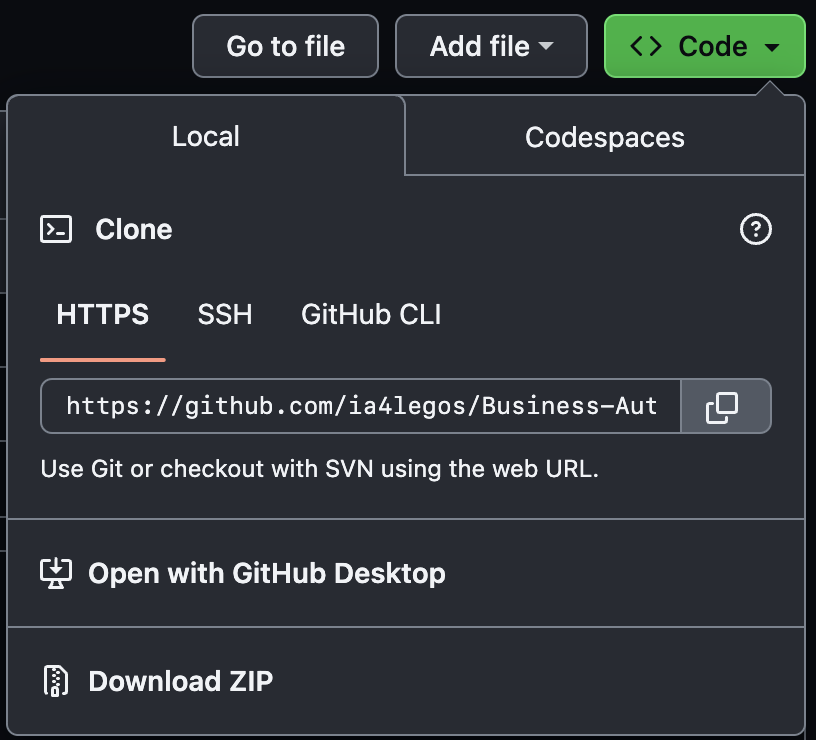 Go to file Add file Code
Local Codespaces
Clone
HTTPS SSH GitHub CLI
https://github.com/ia4legos/Business-Aut
Use Git or checkout with SVN using the web URL.
Open with GitHub Desktop
Download ZIP